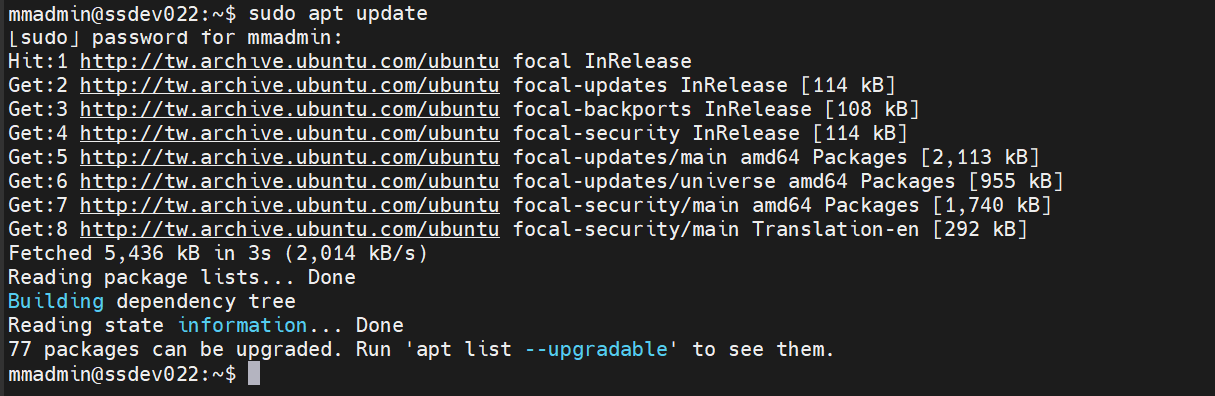 mmadmin@ssdev022:~$ sudo apt update
[sudo] password for mmadmin:
Hit:1 http://tw.archive.ubuntu.com/ubuntu focal InRelease
Get:2 http://tw.archive.ubuntu.com/ubuntu focal-updates InRelease [114 kB]
Get:3 http://tw.archive.ubuntu.com/ubuntu focal-backports InRelease [108 kB]
Get:4 http://tw.archive.ubuntu.com/ubuntu focal-security InRelease [114 kB]
Get:5 http://tw.archive.ubuntu.com/ubuntu focal-updates/main amd64 Packages [2,113 kB]
Get:6 http://tw.archive.ubuntu.com/ubuntu focal-updates/universe amd64 Packages [955 kB]
Get:7 http://tw.archive.ubuntu.com/ubuntu focal-security/main amd64 Packages [1,740 kB]
Get:8 http://tw.archive.ubuntu.com/ubuntu focal-security/main Translation-en [292 kB]
Fetched 5,436 kB in 3s (2,014 kB/s)
Reading package lists... Done
Building dependency tree
Reading state information... Done
77 packages can be upgraded. Run 'apt list --upgradable' to see them.
mmadmin@ssdev022:~$